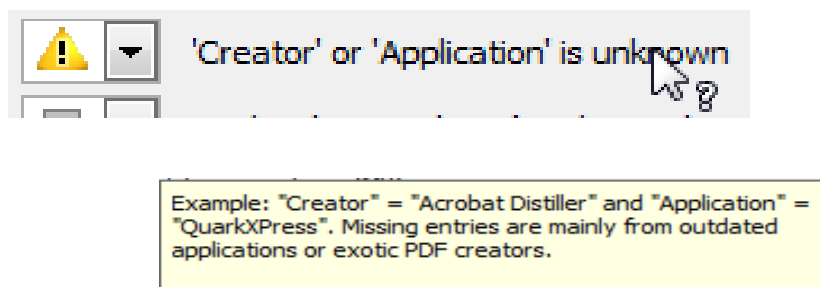 'Creator' or 'Application' is unknown
Example: "Creator" = "Acrobat Distiller" and "Application" =
"QuarkXPress". Missing entries are mainly from outdated
applications or exotic PDF creators.